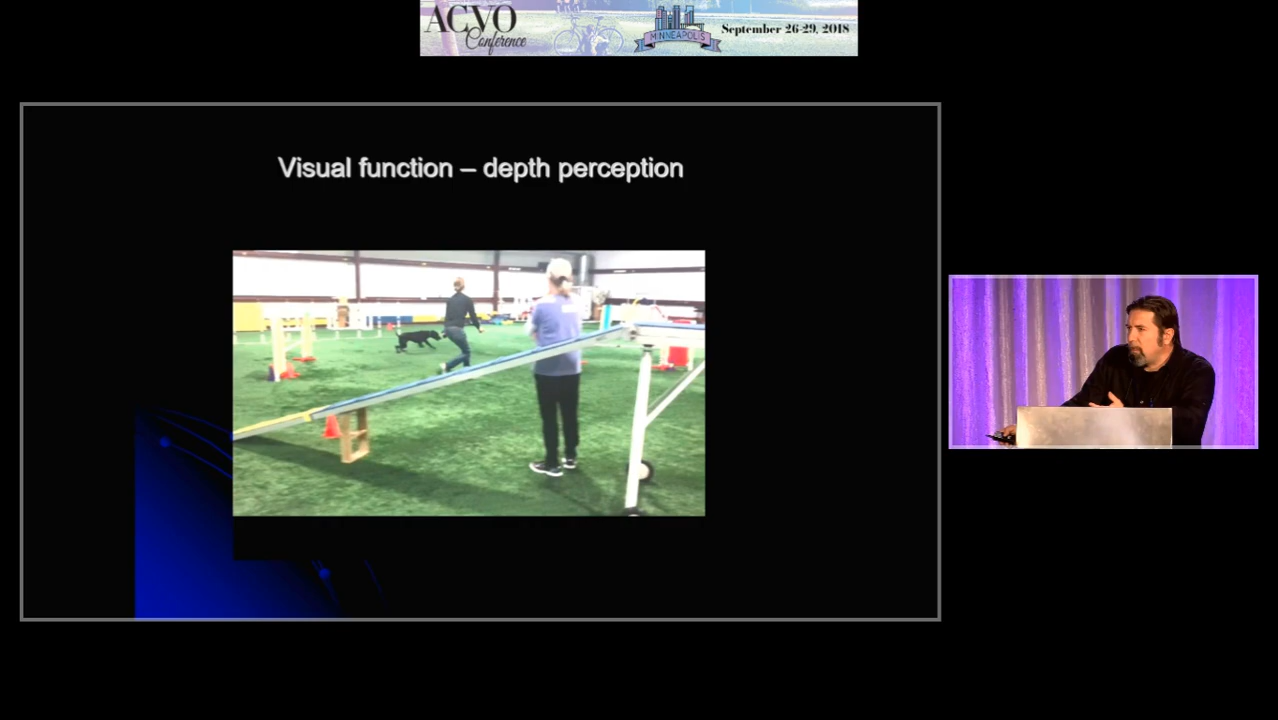 ACVO
Conference
MINNEAPOLIS
September 26-29, 2018
Visual function – depth perception